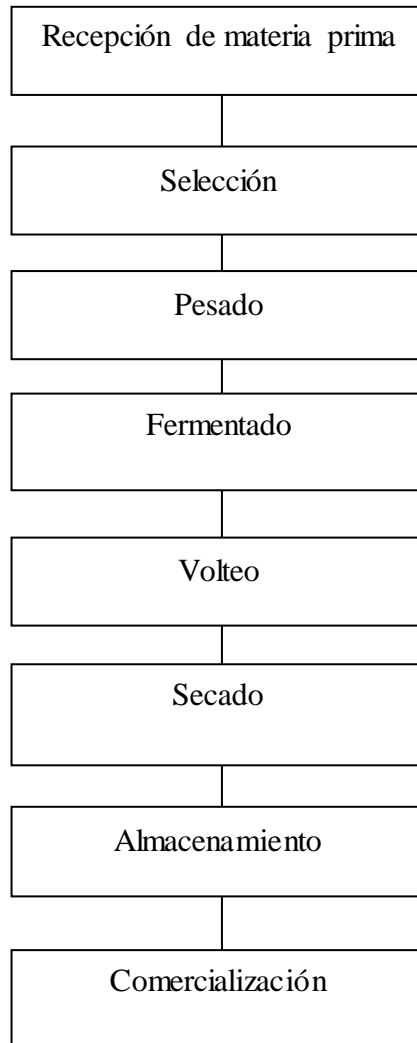 Recepción de materia prima
Selección
Pesado
Fermentado
Volteo
Secado
Almacenamiento
Comercialización